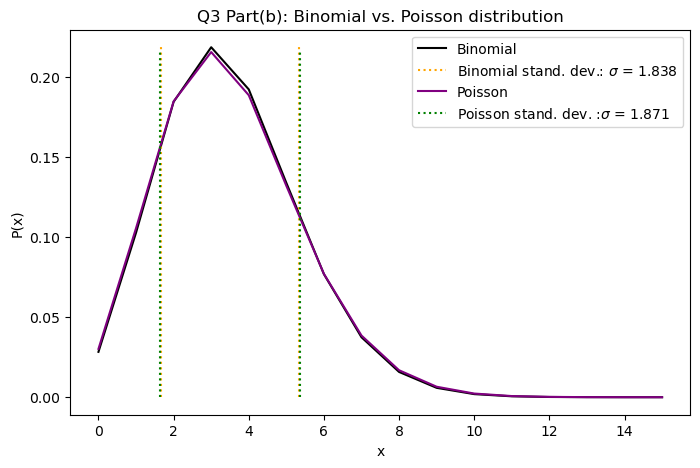 Q3 Part(b): Binomial vs. Poisson distribution
Binomial
Binomial stand. dev.: σ = 1.838
Poisson
Poisson stand. dev. :σ = 1.871
P(x)
0.20
0.15
0.10
0.05
0.00
0 2 4 6 8 10 12 14
x